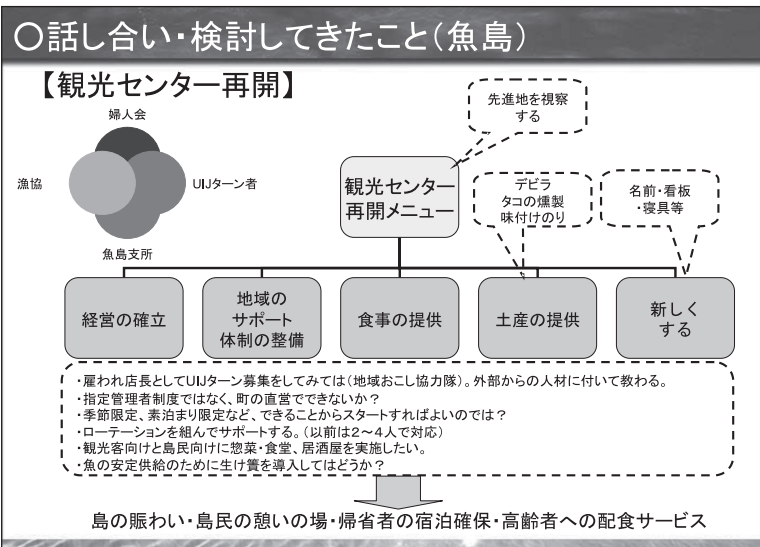 ○話し合い・検討してきたこと(魚島)
【観光センター再開】
婦人会
漁協
UIJターン者
魚島支所
先進地を視察
する
観光センター
再開メニュー
デビラ
タコの燻製
味付けのり
名前・看板
・寝具等
経営の確立
地域の
サポート
体制の整備
食事の提供
土産の提供
新しく
する
・雇われ店長としてUIJターン募集をしてみては(地域おこし協力隊)。外部からの人材に付いて教わる。
・指定管理者制度ではなく、町の直営でできないか？
・季節限定、素泊まり限定など、できることからスタートすればよいのでは？
・ローテーションを組んでサポートする。(以前は2～4人で対応)
・観光客向けと島民向けに惣菜・食堂、居酒屋を実施したい。
・魚の安定供給のために生け簀を導入してはどうか？
島の賑わい・島民の憩いの場・帰省者の宿泊確保・高齢者への配食サービス